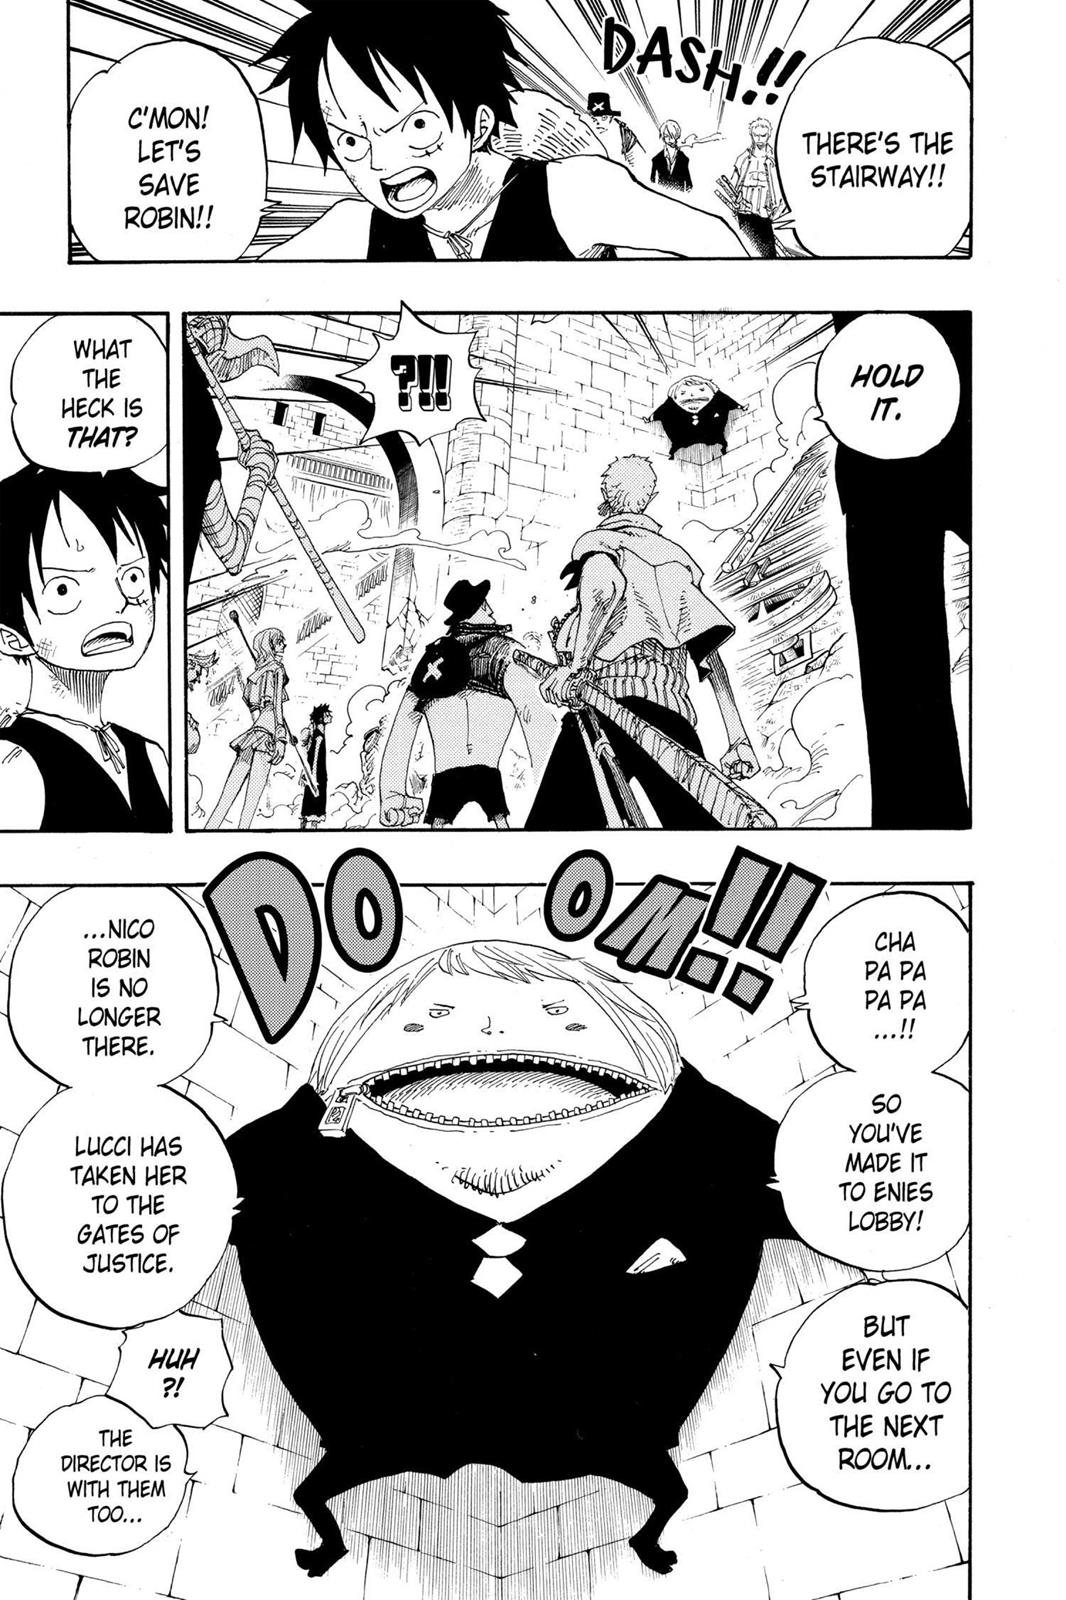 DASH!!
THERE'S THE
STAIRWAY!!
C'MON!
LET'S
SAVE
ROBIN!!
HOLD
IT.
?!!
WHAT
THE
HECK IS
THAT?
DOOM!!
CHA
PA PA
PA PA
...!!
SO
YOU'VE
MADE IT
TO ENIES
LOBBY!
BUT
EVEN IF
YOU GO TO
THE NEXT
ROOM...
...NICO
ROBIN
IS NO
LONGER
THERE.
LUCCI HAS
TAKEN HER
TO THE
GATES OF
JUSTICE.
HUH
?!
THE
DIRECTOR IS
WITH THEM
TOO...